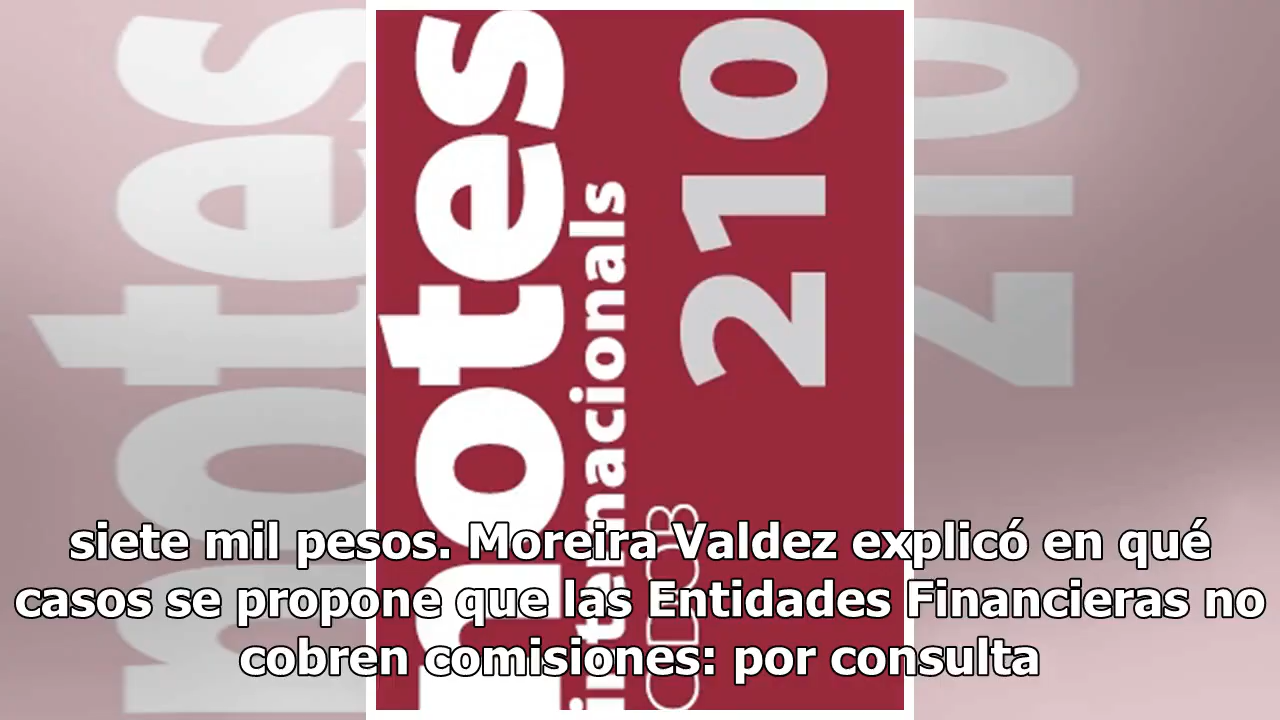 notes
internacionals
CIDOB
210
siete mil pesos. Moreira Valdez explicó en qué
casos se propone que las Entidades Financieras no
cobren comisiones: por consulta